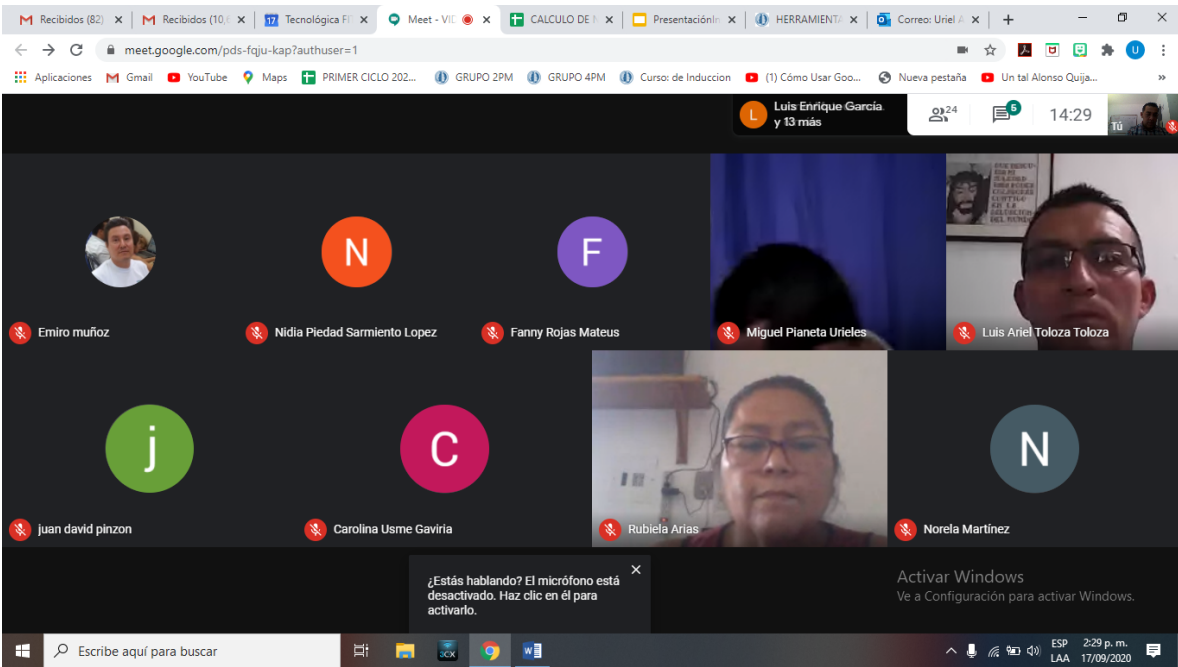 Recibidos (82)
Recibidos (10,6
Tecnológica FI
Meet - VID
CALCULO DE N
PresentaciónIn
HERRAMIENTA
Correo: Uriel A
meet.google.com/pds-fqju-kap?authuser=1
U
Aplicaciones
Gmail
YouTube
Maps
PRIMER CICLO 202...
GRUPO 2PM
GRUPO 4PM
Curso: de Induccion
(1) Cómo Usar Goo...
Nueva pestaña
Un tal Alonso Quija...
»
L
Luis Enrique García
y 13 más
24
5
14:29
Tú
N
F
Emiro muñoz
Nidia Piedad Sarmiento Lopez
Fanny Rojas Mateus
Miguel Pianeta Urieles
Luis Ariel Toloza Toloza
j
C
N
juan david pinzon
Carolina Usme Gaviria
Rubiela Arias
Norela Martínez
¿Estás hablando? El micrófono está
desactivado. Haz clic en él para
activarlo.
Activar Windows
Ve a Configuración para activar Windows.
Escribe aquí para buscar
3CX
ESP
LAA
2:29 p. m.
17/09/2020